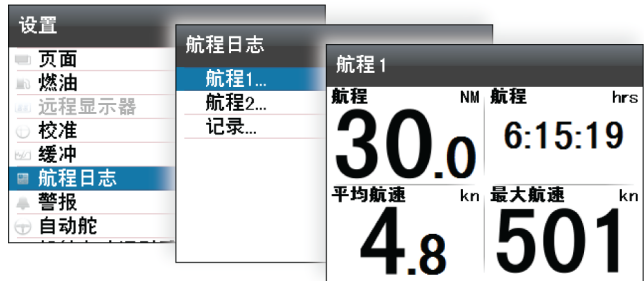 设置
页面
燃油
远程显示器
校准
缓冲
航程日志
警报
自动舵
航程日志
航程1...
航程2...
记录...
航程1
航程 NM
30.0
航程 hrs
6:15:19
平均航速 kn
4.8
最大航速 kn
501